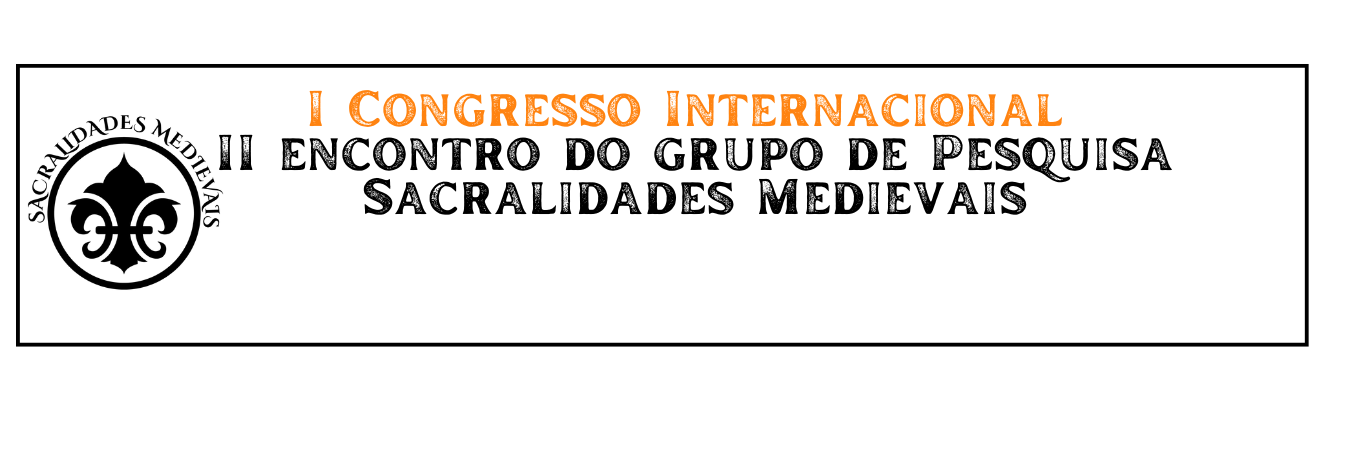 I Congresso Internacional
II encontro do grupo de Pesquisa
Sacralidades Medievais
Sacralidades Medievais